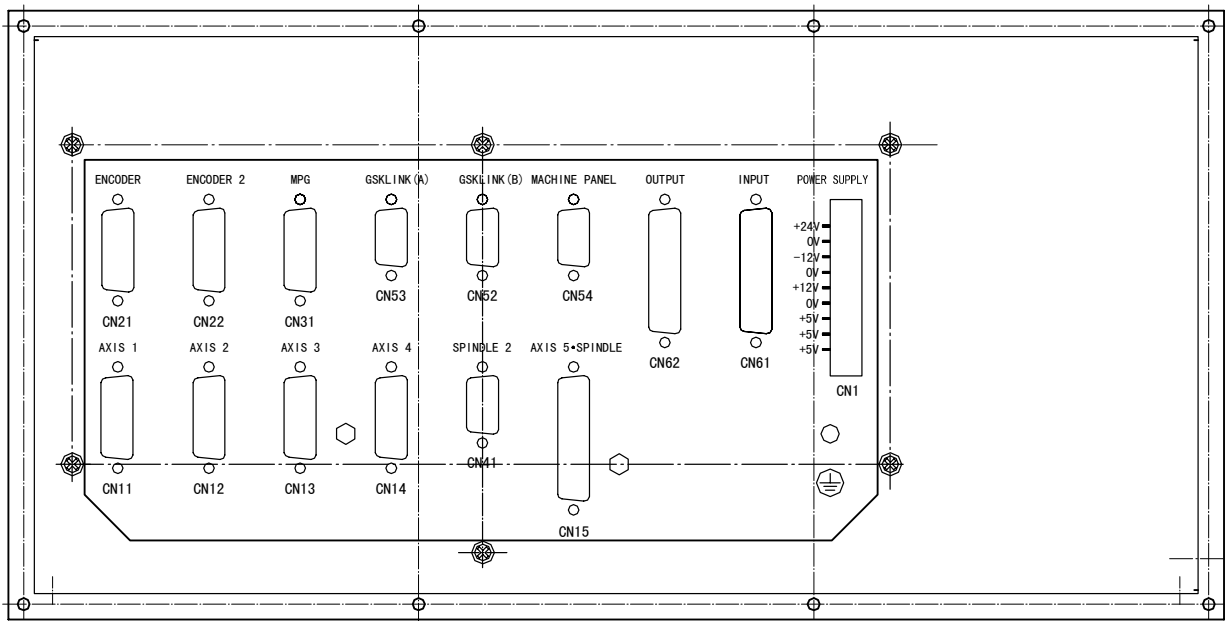 ENCODER ENCODER 2 MPG GSKLINK(A) GSKLINK(B) MACHINE PANEL OUTPUT INPUT POWER SUPPLY
+24V
0V
-12V
0V
+12V
0V
+5V
+5V
+5V
CN53 CN52 CN54
CN21 CN22 CN31
AXIS 1 AXIS 2 AXIS 3 AXIS 4 SPINDLE 2 AXIS 5•SPINDLE
CN62 CN61
CN1
CN41
CN11 CN12 CN13 CN14
CN15